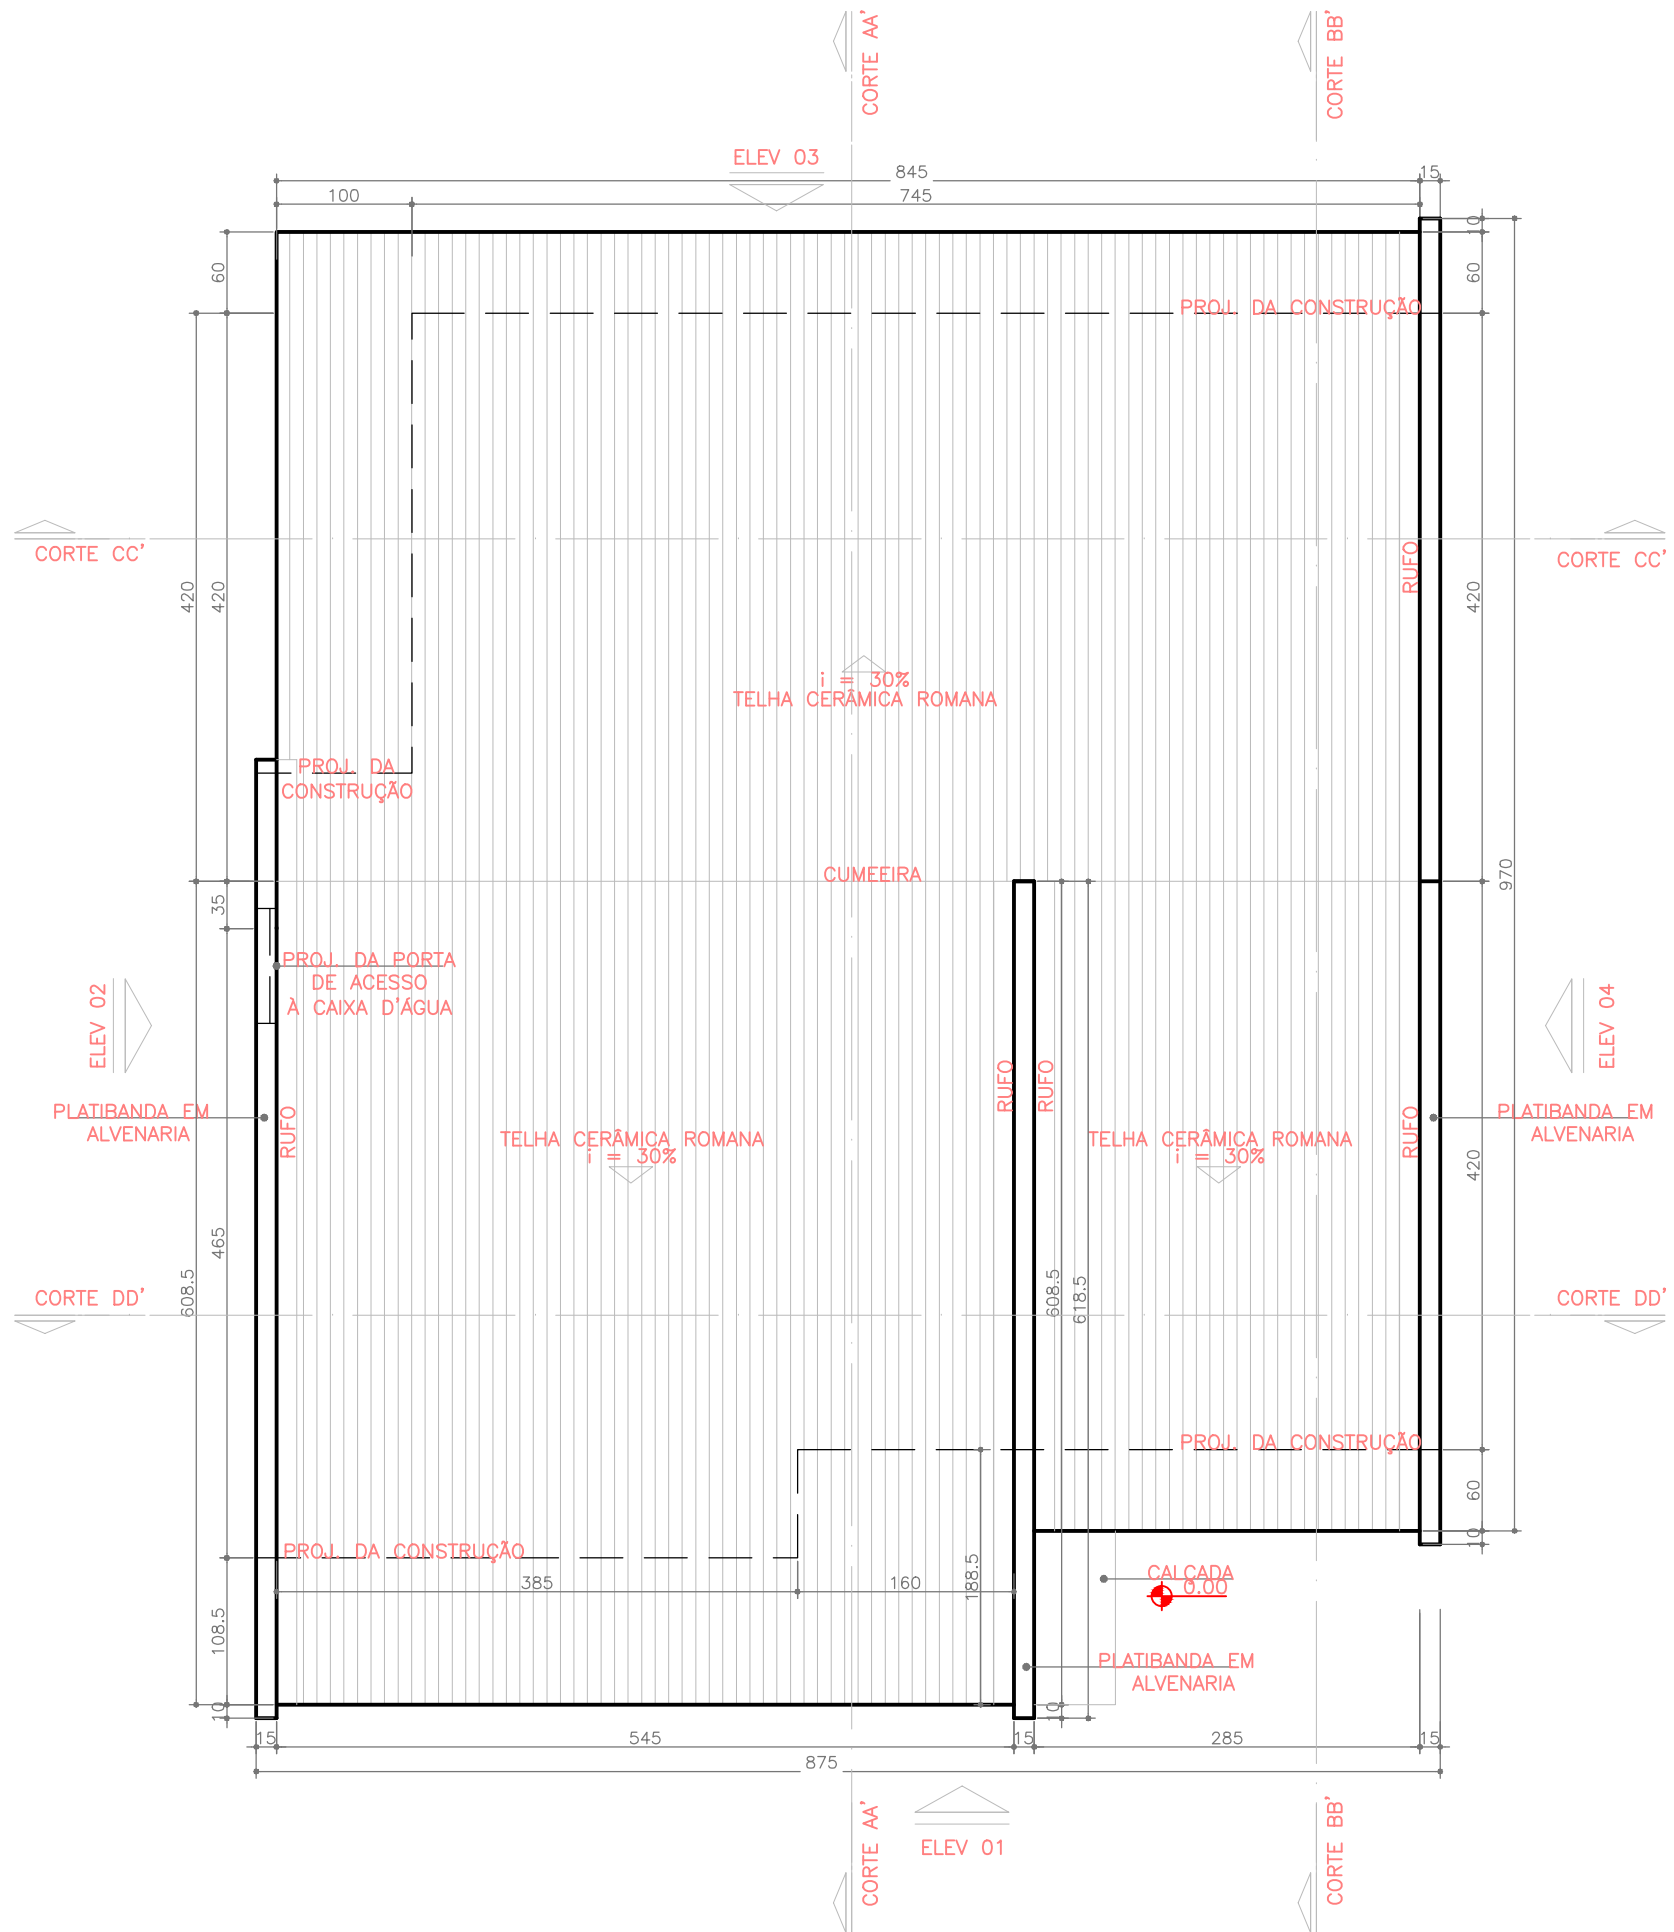 CORTE AA'
CORTE BB'
ELEV 03
845
15
100
745
10
60
60
PROJ. DA CONSTRUÇÃO
CORTE CC'
CORTE CC'
RUFO
420
420
420
i = 30%
TELHA CERÂMICA ROMANA
PROJ. DA
CONSTRUÇÃO
CUMEEIRA
970
35
PROJ. DA PORTA
DE ACESSO
À CAIXA D'ÁGUA
ELEV 02
ELEV 04
RUFO
RUFO
RUFO
RUFO
PLATIBANDA EM
ALVENARIA
PLATIBANDA EM
ALVENARIA
TELHA CERÂMICA ROMANA
i = 30%
TELHA CERÂMICA ROMANA
i = 30%
420
465
608.5
608.5
618.5
CORTE DD'
CORTE DD'
PROJ. DA CONSTRUÇÃO
60
10
PROJ. DA CONSTRUÇÃO
385
160
188.5
CALÇADA
0.00
108.5
PLATIBANDA EM
ALVENARIA
10
10
15
545
15
285
15
875
ELEV 01
CORTE AA'
CORTE BB'